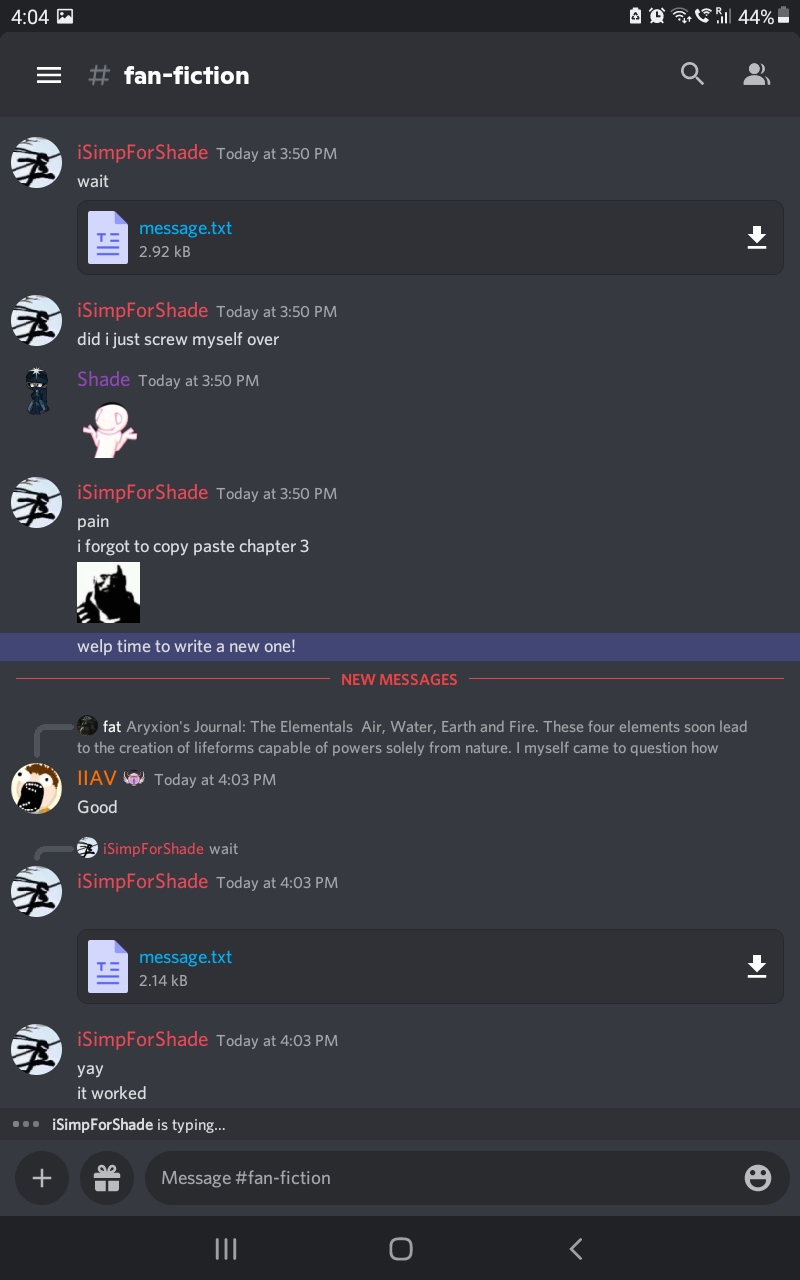 4:04 R 44%
# fan-fiction
iSimpForShade Today at 3:50 PM
wait
message.txt
2.92 kB
iSimpForShade Today at 3:50 PM
did i just screw myself over
Shade Today at 3:50 PM
iSimpForShade Today at 3:50 PM
pain
i forgot to copy paste chapter 3
welp time to write a new one!
NEW MESSAGES
fat Aryxion's Journal: The Elementals Air, Water, Earth and Fire. These four elements soon lead
to the creation of lifeforms capable of powers solely from nature. I myself came to question how
IIAV Today at 4:03 PM
Good
iSimpForShade wait
iSimpForShade Today at 4:03 PM
message.txt
2.14 kB
iSimpForShade Today at 4:03 PM
yay
it worked
iSimpForShade is typing...
Message #fan-fiction